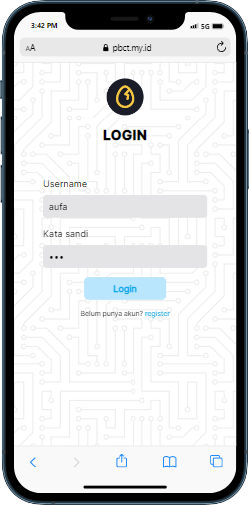 3:42 PM
5G
AA
pbct.my.id
LOGIN
Username
aufa
Kata sandi
Login
Belum punya akun? register